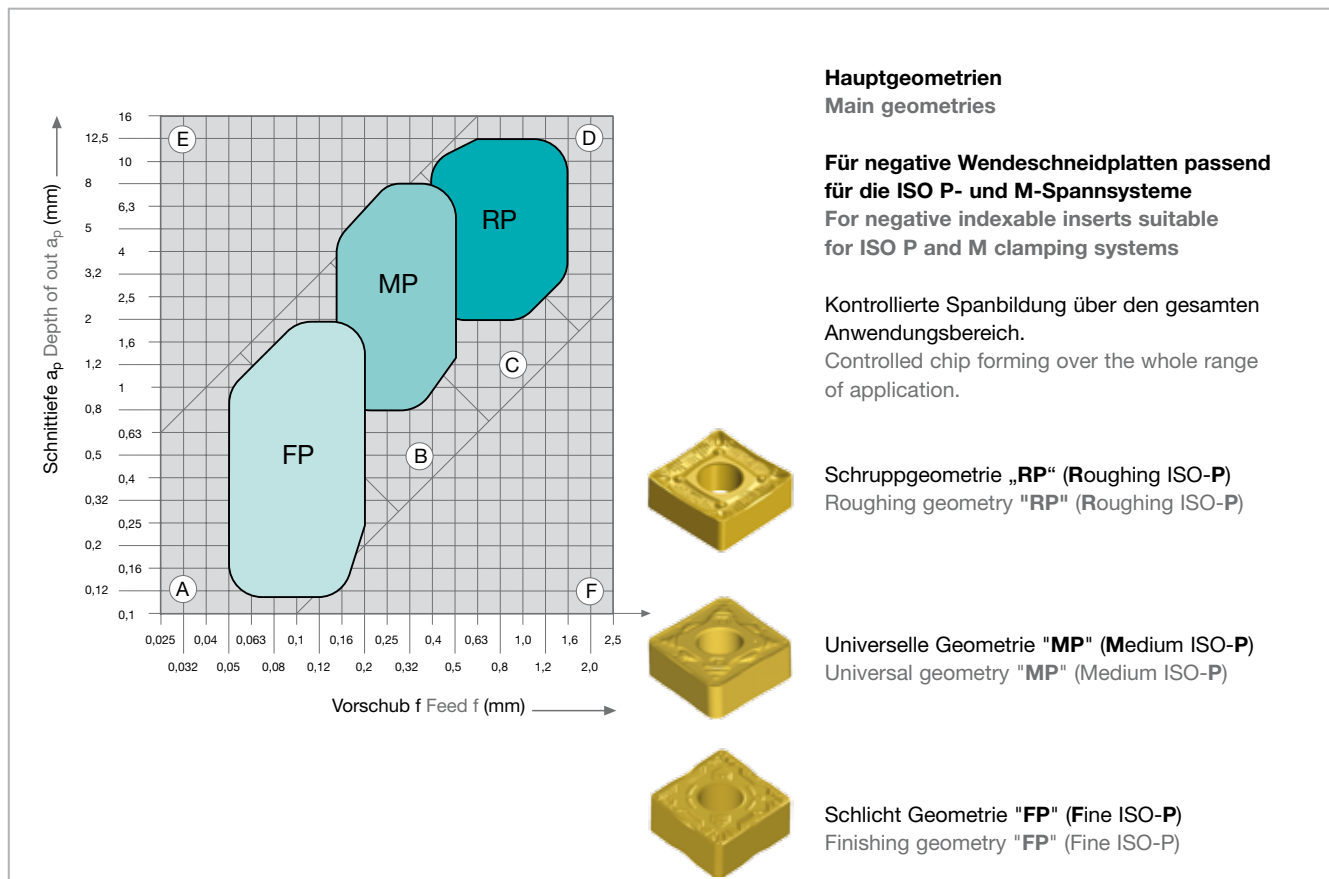 Hauptgeometrien
Main geometries
Für negative Wendeschneidplatten passend
für die ISO P- und M-Spannsysteme
For negative indexable inserts suitable
for ISO P and M clamping systems
Kontrollierte Spanbildung über den gesamten
Anwendungsbereich.
Controlled chip forming over the whole range
of application.
Schruppgeometrie „RP“ (Roughing ISO-P)
Roughing geometry "RP" (Roughing ISO-P)
Universelle Geometrie "MP" (Medium ISO-P)
Universal geometry "MP" (Medium ISO-P)
Schlicht Geometrie "FP" (Fine ISO-P)
Finishing geometry "FP" (Fine ISO-P)
Schnittiefe ap Depth of out ap (mm)
16
12,5
10
8
6,3
5
4
3,2
2,5
2
1,6
1,2
1
0,8
0,63
0,5
0,4
0,32
0,25
0,2
0,16
0,12
0,1
E
D
RP
MP
C
FP
B
A
F
0,025 0,04 0,063 0,1 0,16 0,25 0,4 0,63 1,0 1,6 2,5
0,032 0,05 0,08 0,12 0,2 0,32 0,5 0,8 1,2 2,0
Vorschub f Feed f (mm)